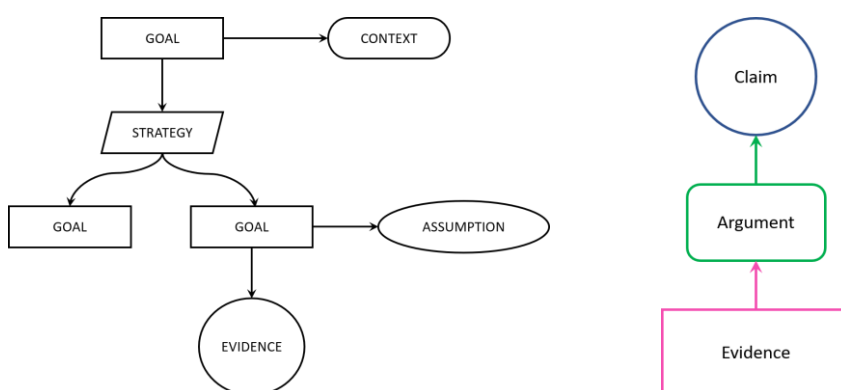 GOAL
CONTEXT
STRATEGY
GOAL
GOAL
ASSUMPTION
EVIDENCE
Claim
Argument
Evidence